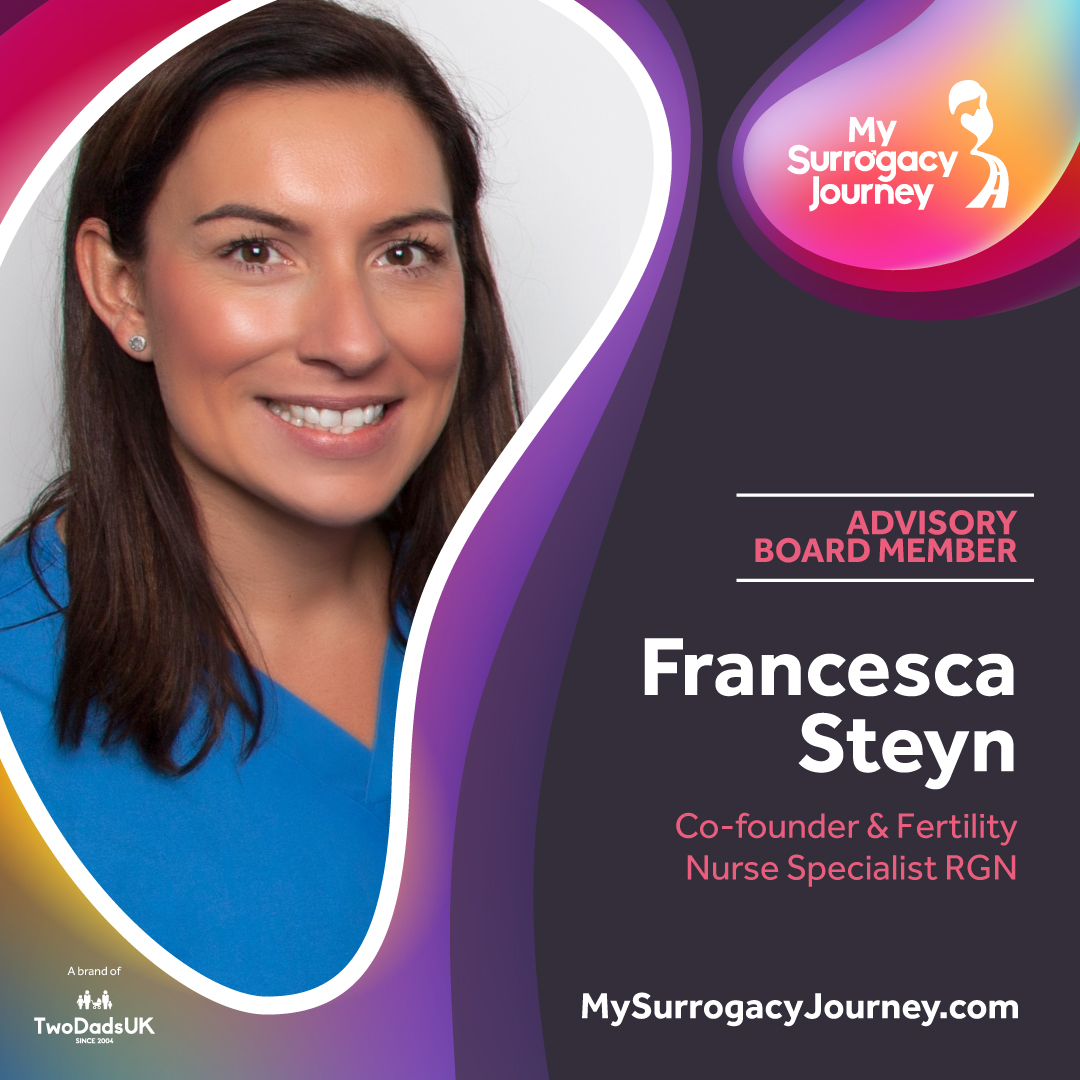 My
Surrogacy
Journey
ADVISORY
BOARD MEMBER
Francesca
Steyn
Co-founder & Fertility
Nurse Specialist RGN
A brand of
TwoDadsUK
SINCE 2004
MySurrogacyJourney.com